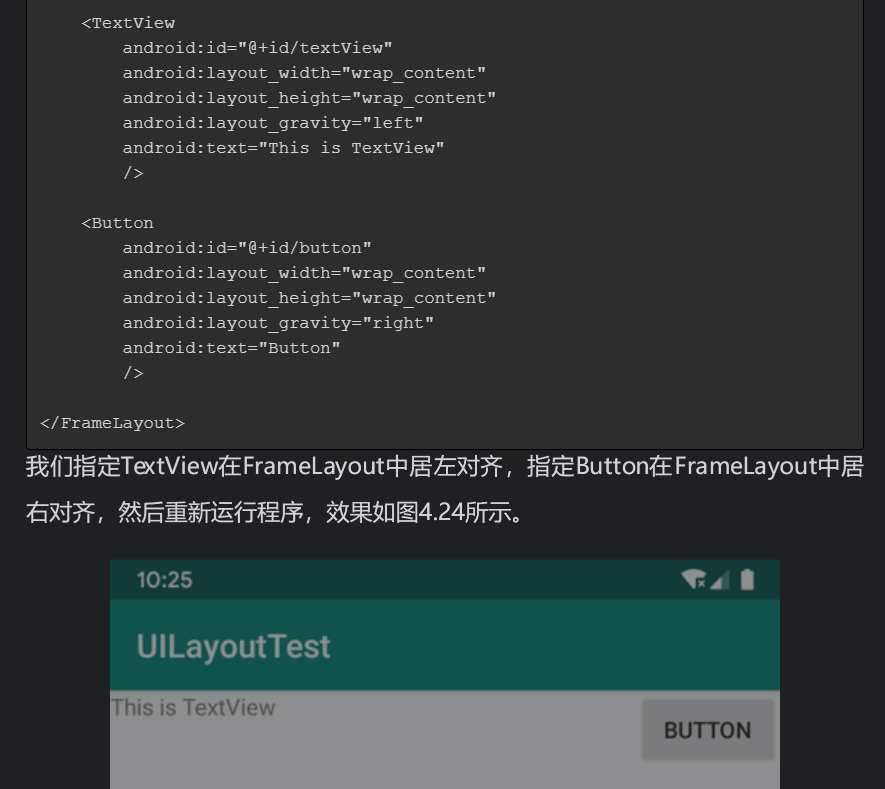 <TextView
android:id="@+id/textView"
android:layout_width="wrap_content"
android:layout_height="wrap_content"
android:layout_gravity="left"
android:text="This is TextView"
/>
<Button
android:id="@+id/button"
android:layout_width="wrap_content"
android:layout_height="wrap_content"
android:layout_gravity="right"
android:text="Button"
/>
</FrameLayout>
我们指定TextView在FrameLayout中居左对齐，指定Button在FrameLayout中居
右对齐，然后重新运行程序，效果如图4.24所示。
10:25
UILayoutTest
This is TextView
BUTTON